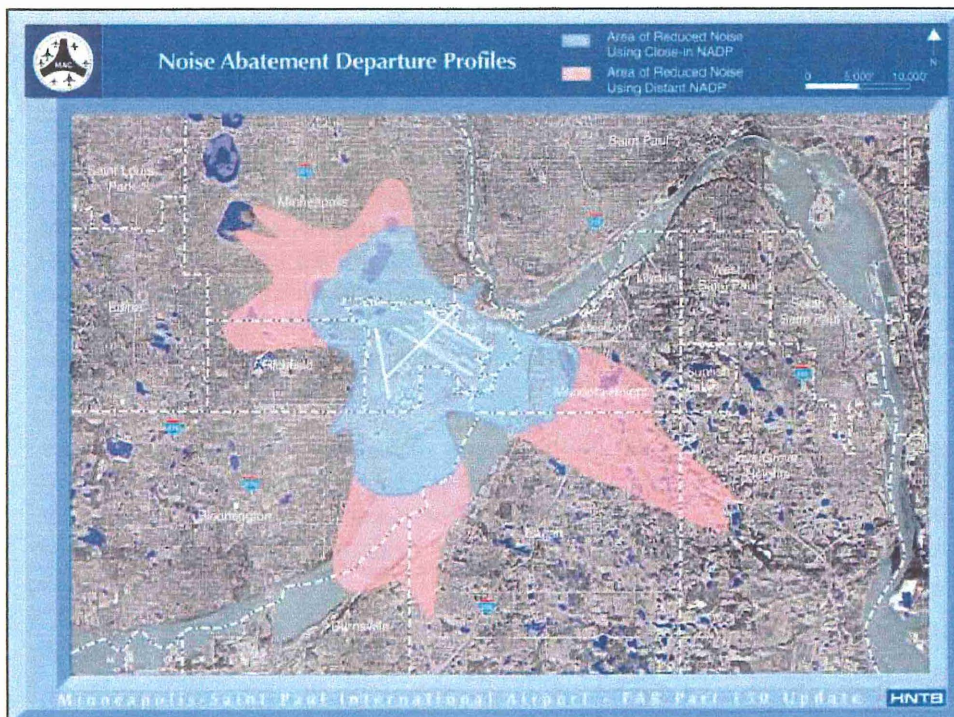 MAC
Noise Abatement Departure Profiles
Area of Reduced Noise
Using Close-in NADP
Area of Reduced Noise
Using Distant NADP
N
0 5,000' 10,000'
Saint Paul
Saint Louis
Park
Minneapolis
West
Saint Paul
South
Saint Paul
Mendota
Edina
Richfield
Mendota Heights
Sunfish
Inver Grove
Heights
Bloomington
Eagan
Burnsville
Minneapolis-Saint Paul International Airport - FAR Part 150 Update
HNTB